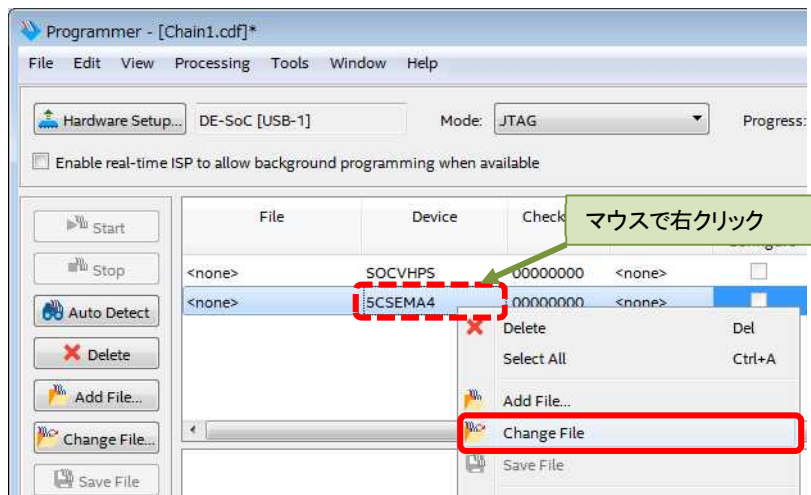 Programmer - [Chain1.cdf]*
File Edit View Processing Tools Window Help
Hardware Setup... DE-SoC [USB-1] Mode: JTAG Progress:
Enable real-time ISP to allow background programming when available
Start
Stop
Auto Detect
Delete
Add File...
Change File...
Save File
File Device Check
マウスで右クリック
<none> SOCVHPS 00000000 <none>
<none> 5CSEMA4 00000000 <none>
Delete Del
Select All Ctrl+A
Add File...
Change File
Save File